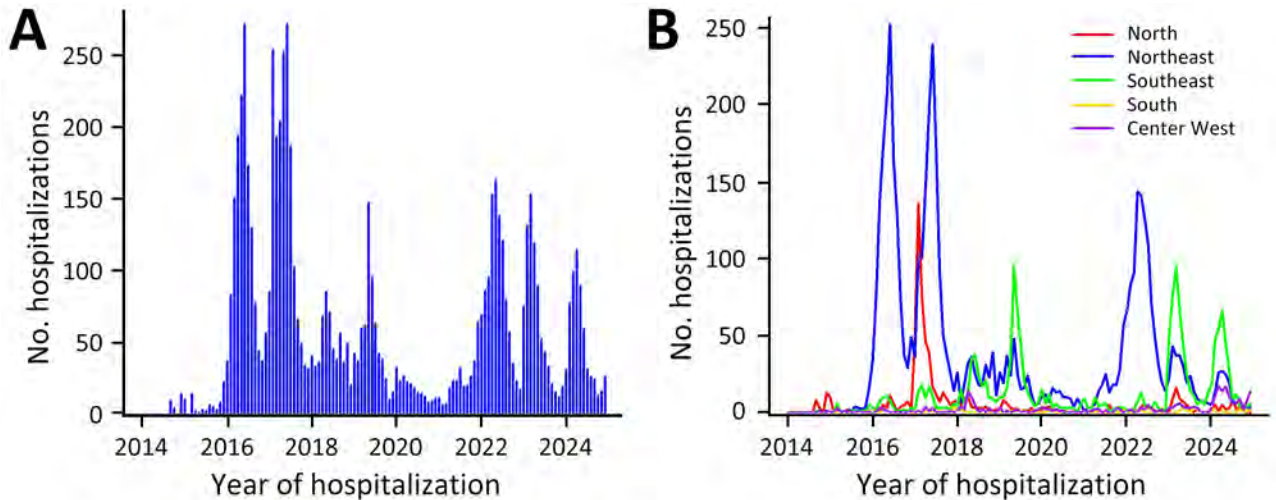 A
No. hospitalizations
250
200
150
100
50
0
2014 2016 2018 2020 2022 2024
Year of hospitalization
B
No. hospitalizations
250
200
150
100
50
0
North
Northeast
Southeast
South
Center West
2014 2016 2018 2020 2022 2024
Year of hospitalization